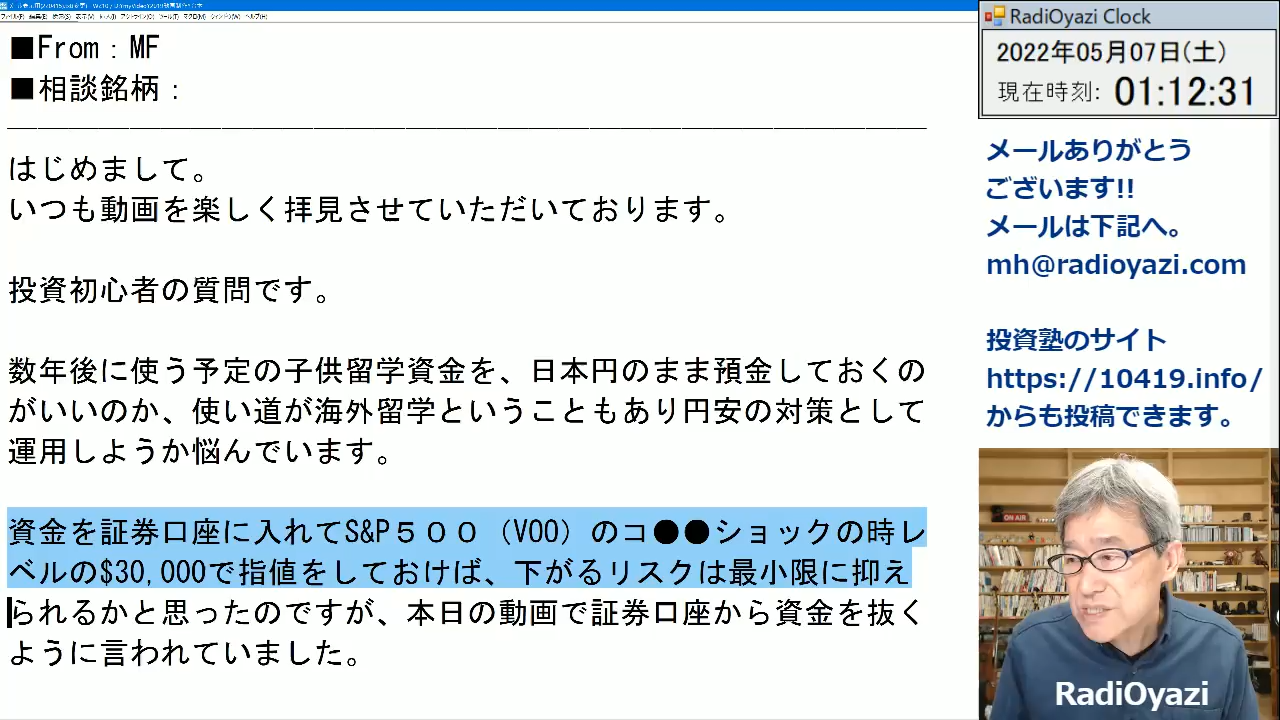 ■From：MF
■相談銘柄：
はじめまして。
いつも動画を楽しく拝見させていただいております。
投資初心者の質問です。
数年後に使う予定の子供留学資金を、日本円のまま預金しておくの
がいいのか、使い道が海外留学ということもあり円安の対策として
運用しようか悩んでいます。
資金を証券口座に入れてS&P５００（VOO）のコ●●ショックの時レ
ベルの$30,000で指値をしておけば、下がるリスクは最小限に抑え
られるかと思ったのですが、本日の動画で証券口座から資金を抜く
ように言われていました。
RadiOyazi Clock
2022年05月07日(土)
現在時刻: 01:12:31
メールありがとう
ございます!!
メールは下記へ。
mh@radioyazi.com
投資塾のサイト
https://10419.info/
からも投稿できます。
ON AIR
RadiOyazi